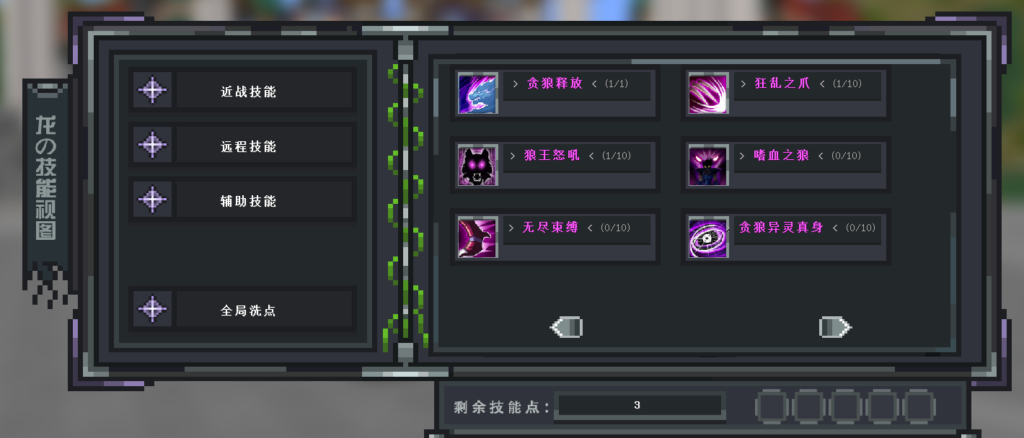 龙の技能视图
近战技能
远程技能
辅助技能
全局洗点
> 贪狼释放 < (1/1)
> 狂乱之爪 < (1/10)
> 狼王怒吼 < (1/10)
> 嗜血之狼 < (0/10)
> 无尽束缚 < (0/10)
> 贪狼异灵真身 < (0/10)
剩余技能点: 3